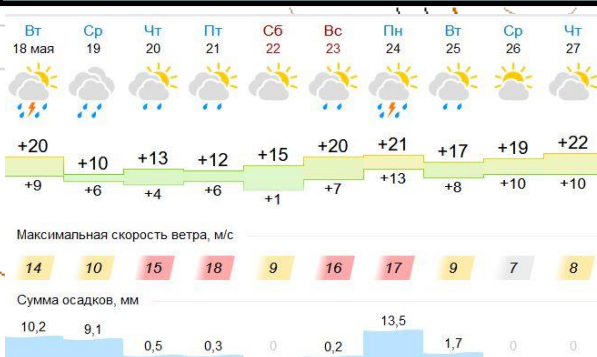 Вт Ср Чт Пт Сб Вс Пн Вт Ср Чт
18 мая 19 20 21 22 23 24 25 26 27
+20 +10 +13 +12 +15 +20 +21 +17 +19 +22
+9 +6 +4 +6 +1 +7 +13 +8 +10 +10
Максимальная скорость ветра, м/с
14 10 15 18 9 16 17 9 7 8
Сумма осадков, мм
10,2 9,1 0,5 0,3 0 0,2 13,5 1,7 0 0